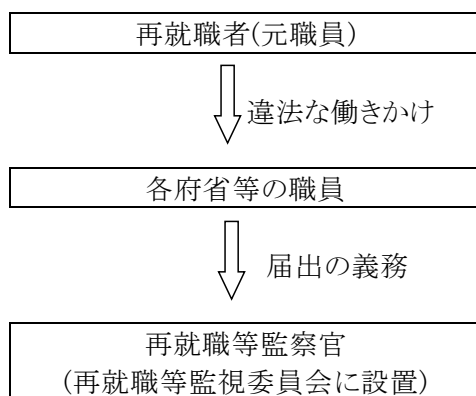 再就職者(元職員)
違法な働きかけ
各府省等の職員
届出の義務
再就職等監察官
(再就職等監視委員会に設置)